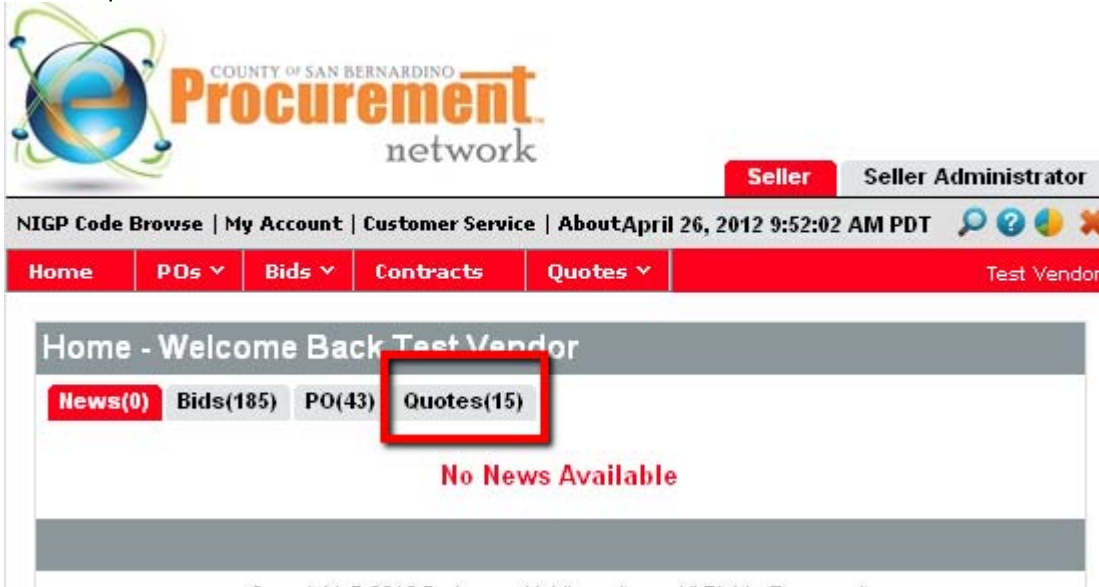 COUNTY OF SAN BERNARDINO
Procurement
network
Seller Seller Administrator
NIGP Code Browse | My Account | Customer Service | About April 26, 2012 9:52:02 AM PDT
Home POs Bids Contracts Quotes Test Vendor
Home - Welcome Back Test Vendor
News(0) Bids(185) PO(43) Quotes(15)
No News Available